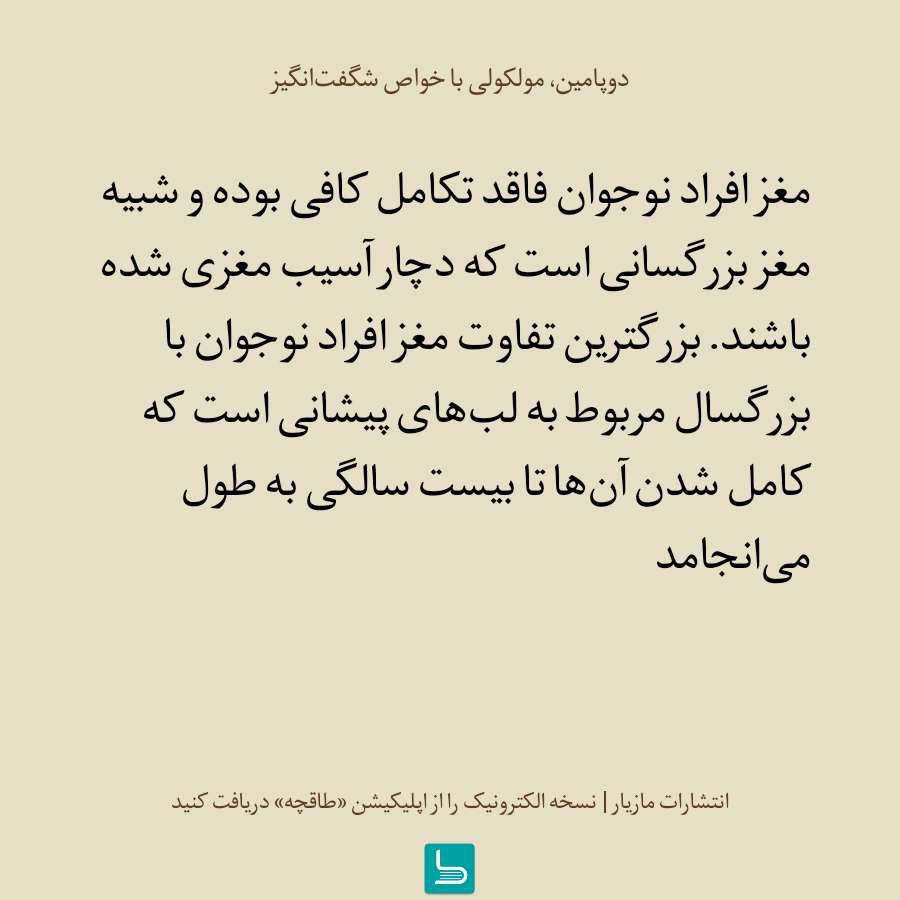 دوپامین، مولکولی با خواص شگفت‌انگیز
مغز افراد نوجوان فاقد تکامل کافی بوده و شبیه
مغز بزرگسانی است که دچار آسیب مغزی شده
باشند. بزرگترین تفاوت مغز افراد نوجوان با
بزرگسال مربوط به لب‌های پیشانی است که
کامل شدن آن‌ها تا بیست سالگی به طول
می‌انجامد
انتشارات مازیار | نسخه الکترونیک را از اپلیکیشن «طاقچه» دریافت کنید